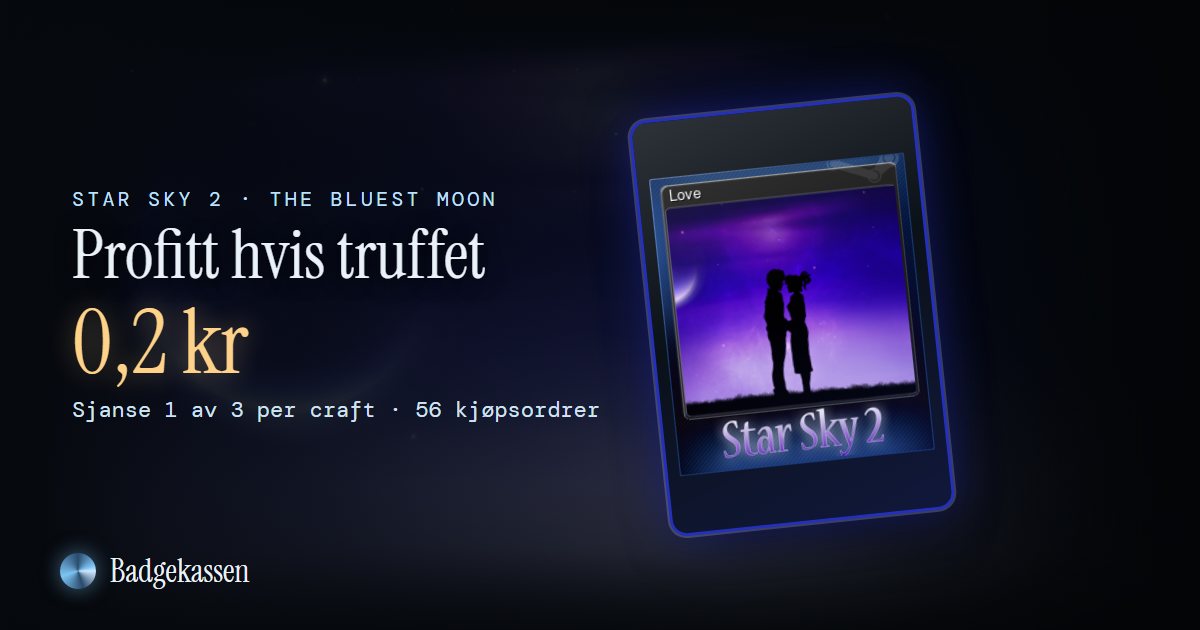 STAR SKY 2 · THE BLUEST MOON
Profitt hvis truffet
0,2 kr
Sjanse 1 av 3 per craft · 56 kjøpsordrer
Love
Star Sky 2
Badgekassen